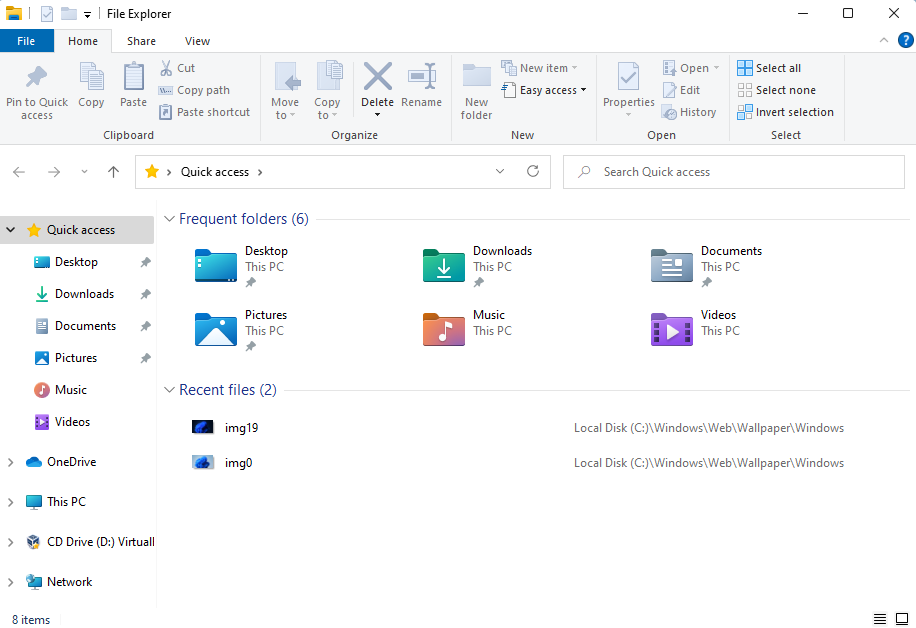 File Explorer
File Home Share View
Pin to Quick access
Copy
Paste
Cut
Copy path
Paste shortcut
Clipboard
Move to
Copy to
Delete
Rename
Organize
New folder
New item
Easy access
New
Properties
Open
Edit
History
Open
Select all
Select none
Invert selection
Select
Quick access
Search Quick access
Quick access
Desktop
Downloads
Documents
Pictures
Music
Videos
OneDrive
This PC
CD Drive (D:) Virtuall
Network
Frequent folders (6)
Desktop
This PC
Downloads
This PC
Documents
This PC
Pictures
This PC
Music
This PC
Videos
This PC
Recent files (2)
img19 Local Disk (C:)\Windows\Web\Wallpaper\Windows
img0 Local Disk (C:)\Windows\Web\Wallpaper\Windows
8 items